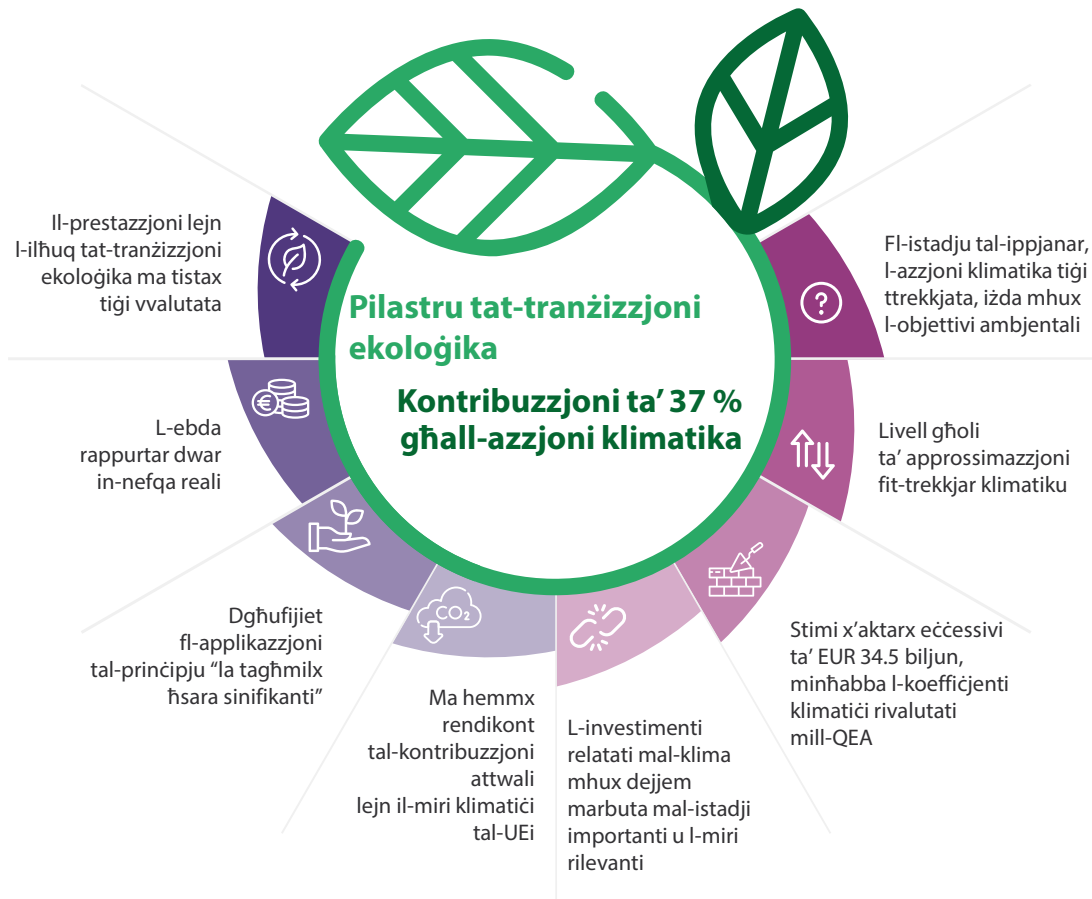 Pilastru tat-tranżizzjoni
ekoloġika
Kontribuzzjoni ta’ 37 %
għall-azzjoni klimatika
Fl-istadju tal-ippjanar,
l-azzjoni klimatika tiġi
ttrekkjata, iżda mhux
l-objettivi ambjentali
?
Livell għoli
ta’ approssimazzjoni
fit-trekkjar klimatiku
Stimi x’aktarx eċċessivi
ta’ EUR 34.5 biljun,
minħabba l-koeffiċjenti
klimatiċi rivalutati
mill-QEA
L-investimenti
relatati mal-klima
mhux dejjem
marbuta mal-istadji
importanti u l-miri
rilevanti
CO2
Ma hemmx
rendikont
tal-kontribuzzjoni
attwali
lejn il-miri klimatiċi
tal-UEi
Dgħufijiet
fl-applikazzjoni
tal-prinċipju “la tagħmilx
ħsara sinifikanti”
€
L-ebda
rappurtar dwar
in-nefqa reali
Il-prestazzjoni lejn
l-ilħuq tat-tranżizzjoni
ekoloġika ma tistax
tiġi vvalutata